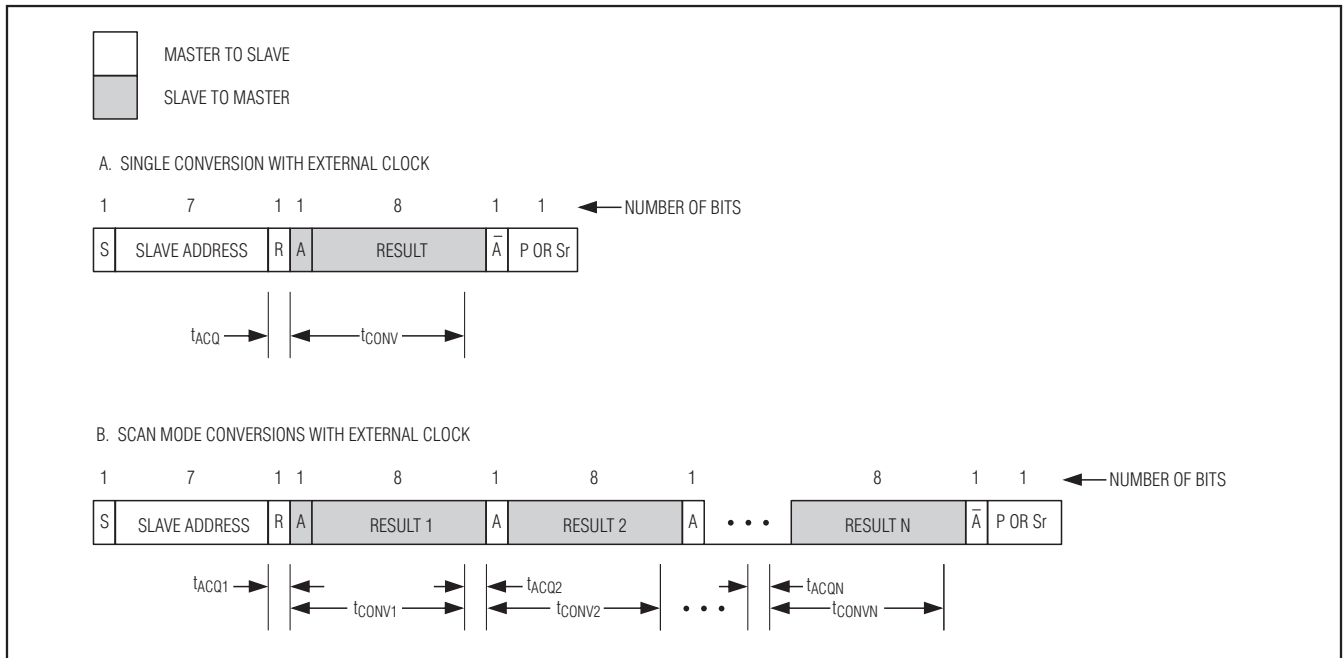 MASTER TO SLAVE
SLAVE TO MASTER
A. SINGLE CONVERSION WITH EXTERNAL CLOCK
1 7 1 1 8 1 1 NUMBER OF BITS
S SLAVE ADDRESS R A RESULT A̅ P OR Sr
tACQ tCONV
B. SCAN MODE CONVERSIONS WITH EXTERNAL CLOCK
1 7 1 1 8 1 8 1 8 1 1 NUMBER OF BITS
S SLAVE ADDRESS R A RESULT 1 A RESULT 2 A • • • RESULT N A̅ P OR Sr
tACQ1 tACQ2 tACQN
tCONV1 tCONV2 • • • tCONVN